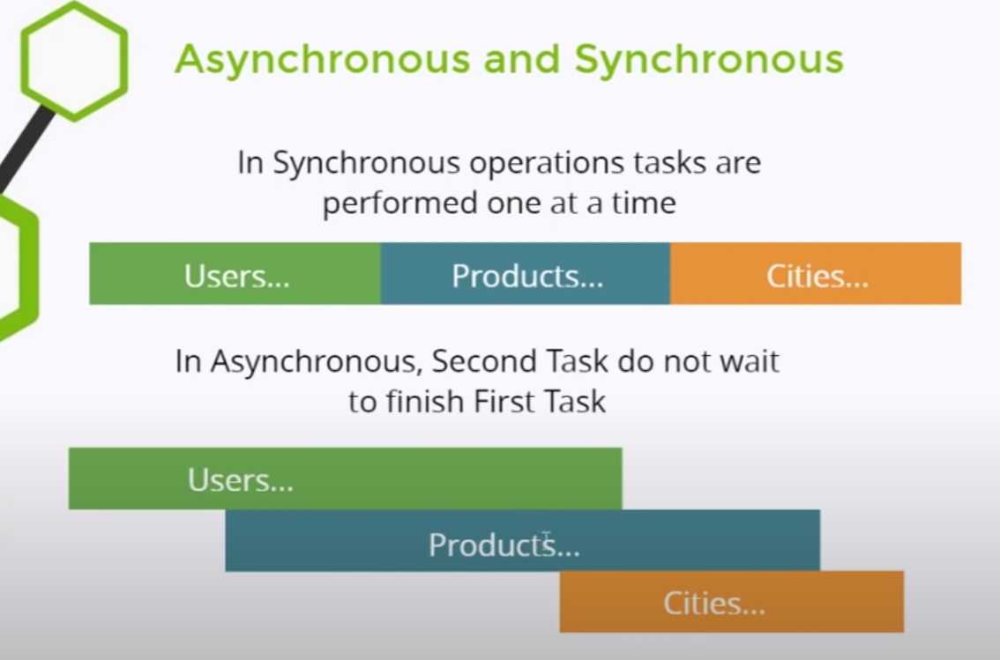 Asynchronous and Synchronous
In Synchronous operations tasks are
performed one at a time
Users... Products... Cities...
In Asynchronous, Second Task do not wait
to finish First Task
Users...
Products...
Cities...